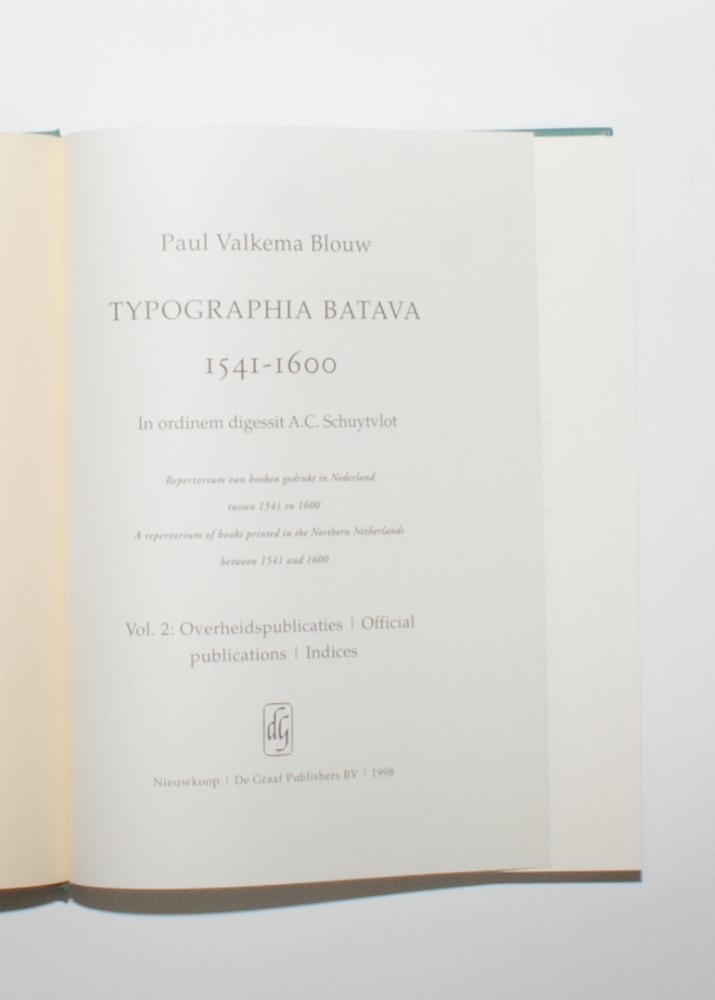 Paul Valkema Blouw
TYPOGRAPHIA BATAVA
1541-1600
In ordinem digessit A.C. Schuytvlot
Repertorium van boeken gedrukt in Nederland
tussen 1541 en 1600
A repertorium of books printed in the Northern Netherlands
between 1541 and 1600
Vol. 2: Overheidspublicaties | Official
publications | Indices
dG
Nieuwkoop | De Graaf Publishers BV | 1998